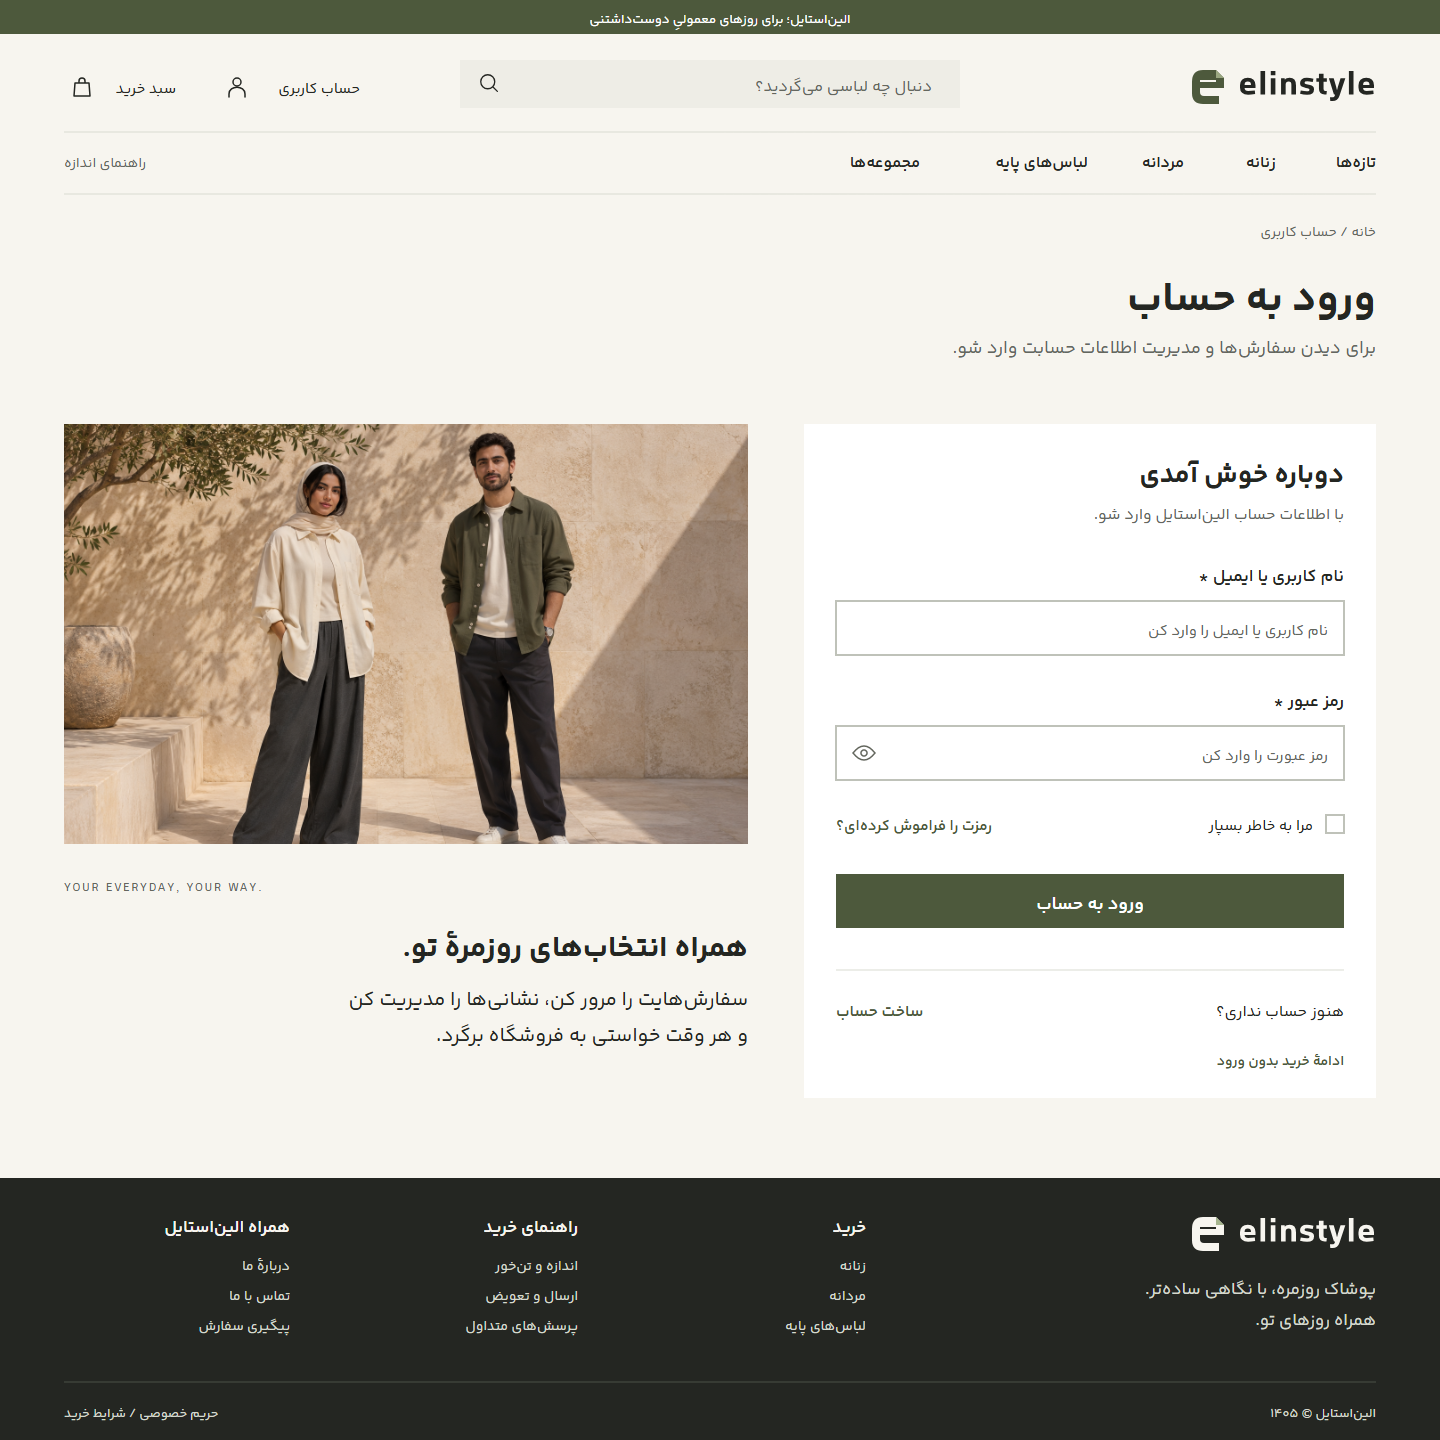 الین‌استایل؛ برای روزهای معمولیِ دوست‌داشتنی
elinstyle
دنبال چه لباسی می‌گردید؟
حساب کاربری
سبد خرید
تازه‌ها
زنانه
مردانه
لباس‌های پایه
مجموعه‌ها
راهنمای اندازه
خانه / حساب کاربری
ورود به حساب
برای دیدن سفارش‌ها و مدیریت اطلاعات حسابت وارد شو.
دوباره خوش آمدی
با اطلاعات حساب الین‌استایل وارد شو.
نام کاربری یا ایمیل *
نام کاربری یا ایمیل را وارد کن
رمز عبور *
رمز عبورت را وارد کن
مرا به خاطر بسپار
رمزت را فراموش کرده‌ای؟
ورود به حساب
هنوز حساب نداری؟
ساخت حساب
ادامهٔ خرید بدون ورود
YOUR EVERYDAY, YOUR WAY.
همراه انتخاب‌های روزمرهٔ تو.
سفارش‌هایت را مرور کن، نشانی‌ها را مدیریت کن
و هر وقت خواستی به فروشگاه برگرد.
elinstyle
پوشاک روزمره، با نگاهی ساده‌تر.
همراه روزهای تو.
خرید
زنانه
مردانه
لباس‌های پایه
راهنمای خرید
اندازه و تن‌خور
ارسال و تعویض
پرسش‌های متداول
همراه الین‌استایل
دربارهٔ ما
تماس با ما
پیگیری سفارش
الین‌استایل © ۱۴۰۵
حریم خصوصی / شرایط خرید